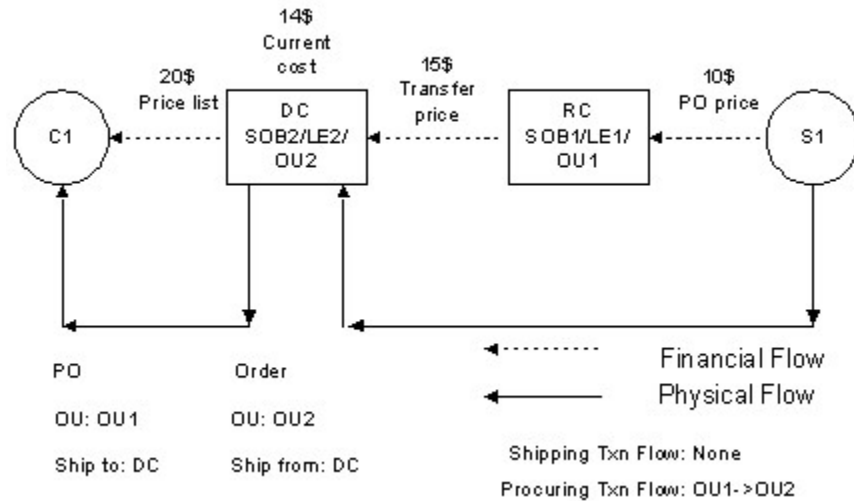 14$
Current
cost
20$
Price list
15$
Transfer
price
10$
PO price
C1
DC
SOB2/LE2/
OU2
RC
SOB1/LE1/
OU1
S1
Financial Flow
Physical Flow
PO
OU: OU1
Ship to: DC
Order
OU: OU2
Ship from: DC
Shipping Txn Flow: None
Procuring Txn Flow: OU1->OU2